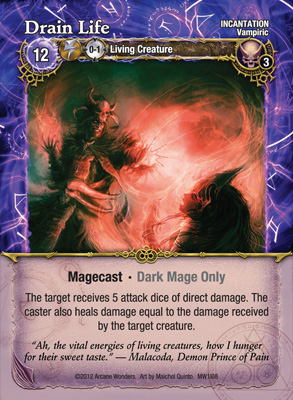 Drain Life
INCANTATION
Vampiric
12
0-1
Living Creature
3
Magecast • Dark Mage Only
The target receives 5 attack dice of direct damage. The
caster also heals damage equal to the damage received
by the target creature.
“Ah, the vital energies of living creatures, how I hunger
for their sweet taste.” — Malacoda, Demon Prince of Pain
©2012 Arcane Wonders. Art by Maichol Quinto. MW1I08